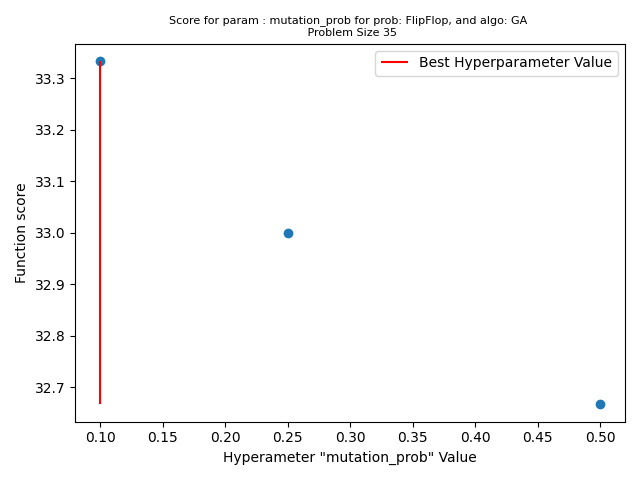 Score for param : mutation_prob for prob: FlipFlop, and algo: GA
Problem Size 35
Best Hyperparameter Value
33.3
33.2
33.1
33.0
32.9
32.8
32.7
Function score
0.10 0.15 0.20 0.25 0.30 0.35 0.40 0.45 0.50
Hyperameter "mutation_prob" Value